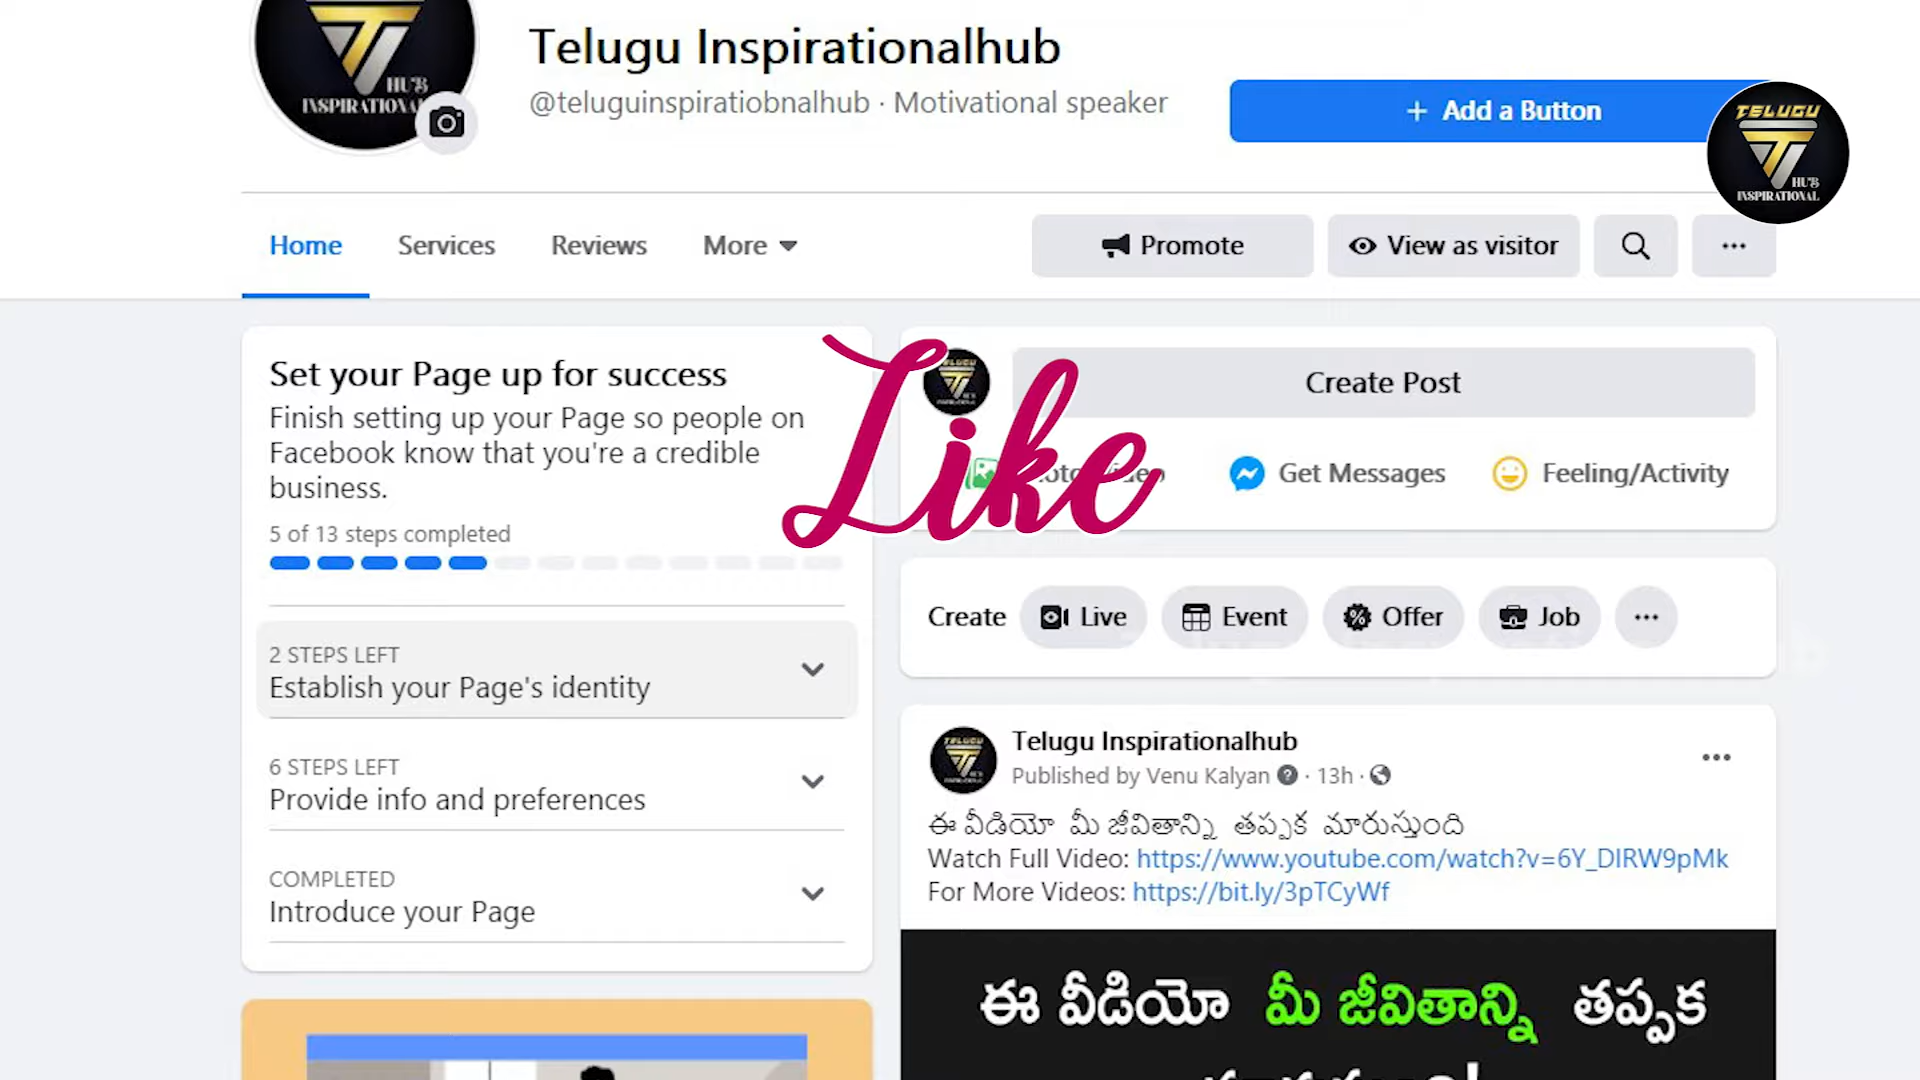 HUB
INSPIRATIONAL
Telugu Inspirationalhub
@teluguinspiratiobnalhub · Motivational speaker
+ Add a Button
TELUGU
HUB
INSPIRATIONAL
Home
Services
Reviews
More
Promote
View as visitor
Set your Page up for success
Finish setting up your Page so people on
Facebook know that you're a credible
business.
5 of 13 steps completed
Like
Create Post
Get Messages
Feeling/Activity
Create
Live
Event
Offer
Job
2 STEPS LEFT
Establish your Page's identity
6 STEPS LEFT
Provide info and preferences
COMPLETED
Introduce your Page
Telugu Inspirationalhub
Published by Venu Kalyan · 13h ·
ఈ వీడియో మీ జీవితాన్ని తప్పక మారుస్తుంది
Watch Full Video: https://www.youtube.com/watch?v=6Y_DIRW9pMk
For More Videos: https://bit.ly/3pTCyWf
ఈ వీడియో మీ జీవితాన్ని తప్పక